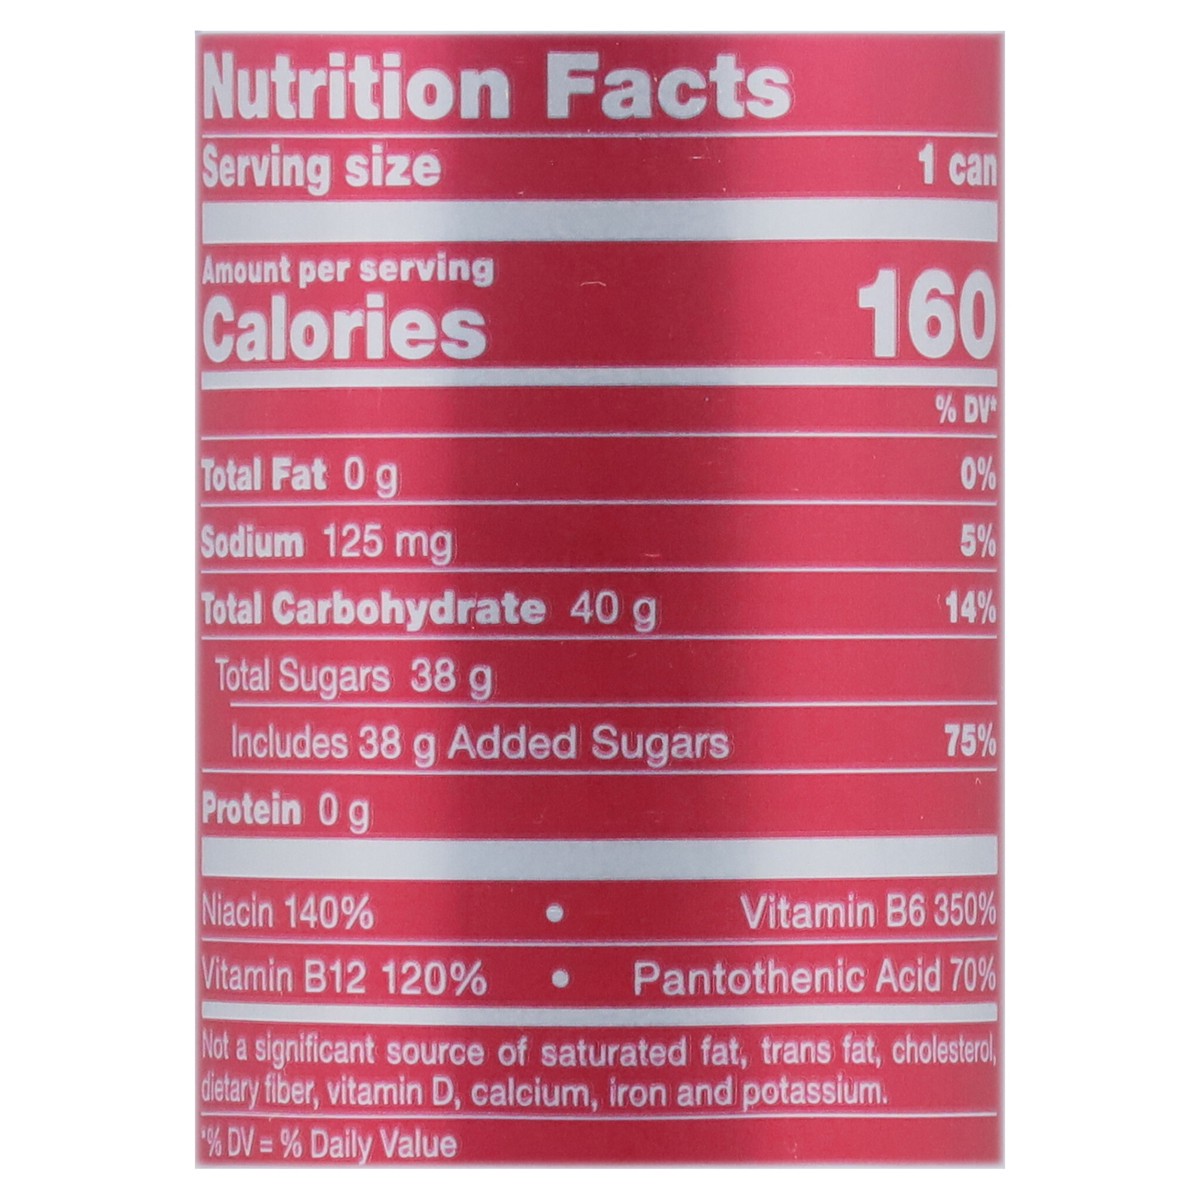 Nutrition Facts
Serving size 1 can
Amount per serving
Calories 160
% DV*
Total Fat 0 g 0%
Sodium 125 mg 5%
Total Carbohydrate 40 g 14%
Total Sugars 38 g
Includes 38 g Added Sugars 75%
Protein 0 g
Niacin 140% • Vitamin B6 350%
Vitamin B12 120% • Pantothenic Acid 70%
Not a significant source of saturated fat, trans fat, cholesterol,
dietary fiber, vitamin D, calcium, iron and potassium.
*% DV = % Daily Value